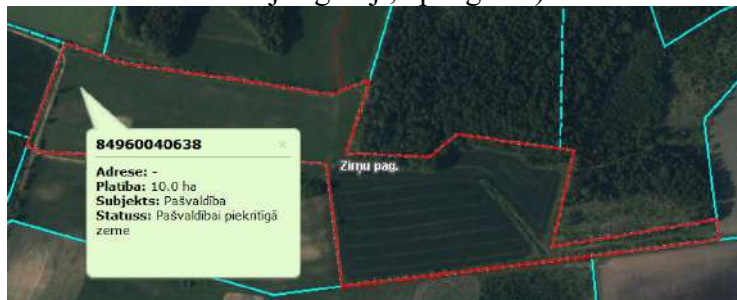 84960040638
Adrese: -
Platība: 10.0 ha
Subjekts: Pašvaldība
Statuss: Pašvaldībai piekritīgā
zeme
Zirņu pag.